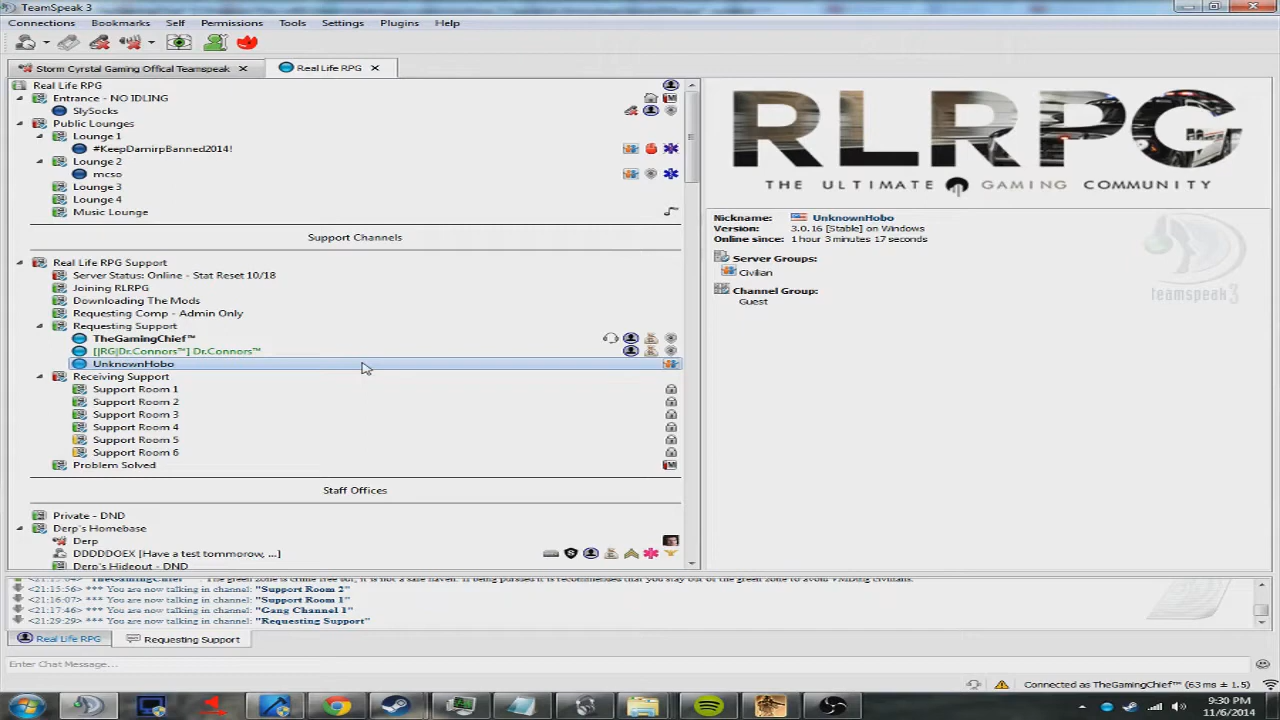 TeamSpeak 3
Connections Bookmarks Self Permissions Tools Settings Plugins Help
Storm Cyrstal Gaming Offical Teamspeak Real Life RPG
Real Life RPG
Entrance - NO IDLING
SlySocks
Public Lounges
Lounge 1
#KeepDamirpBanned2014!
Lounge 2
mcso
Lounge 3
Lounge 4
Music Lounge
Support Channels
Real Life RPG Support
Server Status: Online - Stat Reset 10/18
Joining RLRPG
Downloading The Mods
Requesting Comp - Admin Only
Requesting Support
TheGamingChief™
[|RG|Dr.Connors™] Dr.Connors™
UnknownHobo
Receiving Support
Support Room 1
Support Room 2
Support Room 3
Support Room 4
Support Room 5
Support Room 6
Problem Solved
Staff Offices
Private - DND
Derp's Homebase
Derp
DDDDDOEX [Have a test tommorow, ...]
Derp's Hideout - DND
RLRPG
THE ULTIMATE GAMING COMMUNITY
Nickname: UnknownHobo
Version: 3.0.16 [Stable] on Windows
Online since: 1 hour 3 minutes 17 seconds
Server Groups:
Civilian
Channel Group:
Guest
teamspeak3
<21:15:56> *** You are now talking in channel: "Support Room 2"
<21:16:07> *** You are now talking in channel: "Support Room 1"
<21:17:46> *** You are now talking in channel: "Gang Channel 1"
<21:29:29> *** You are now talking in channel: "Requesting Support"
Real Life RPG Requesting Support
Enter Chat Message...
Connected as TheGamingChief™ (63 ms ± 1.5)
9:30 PM
11/6/2014